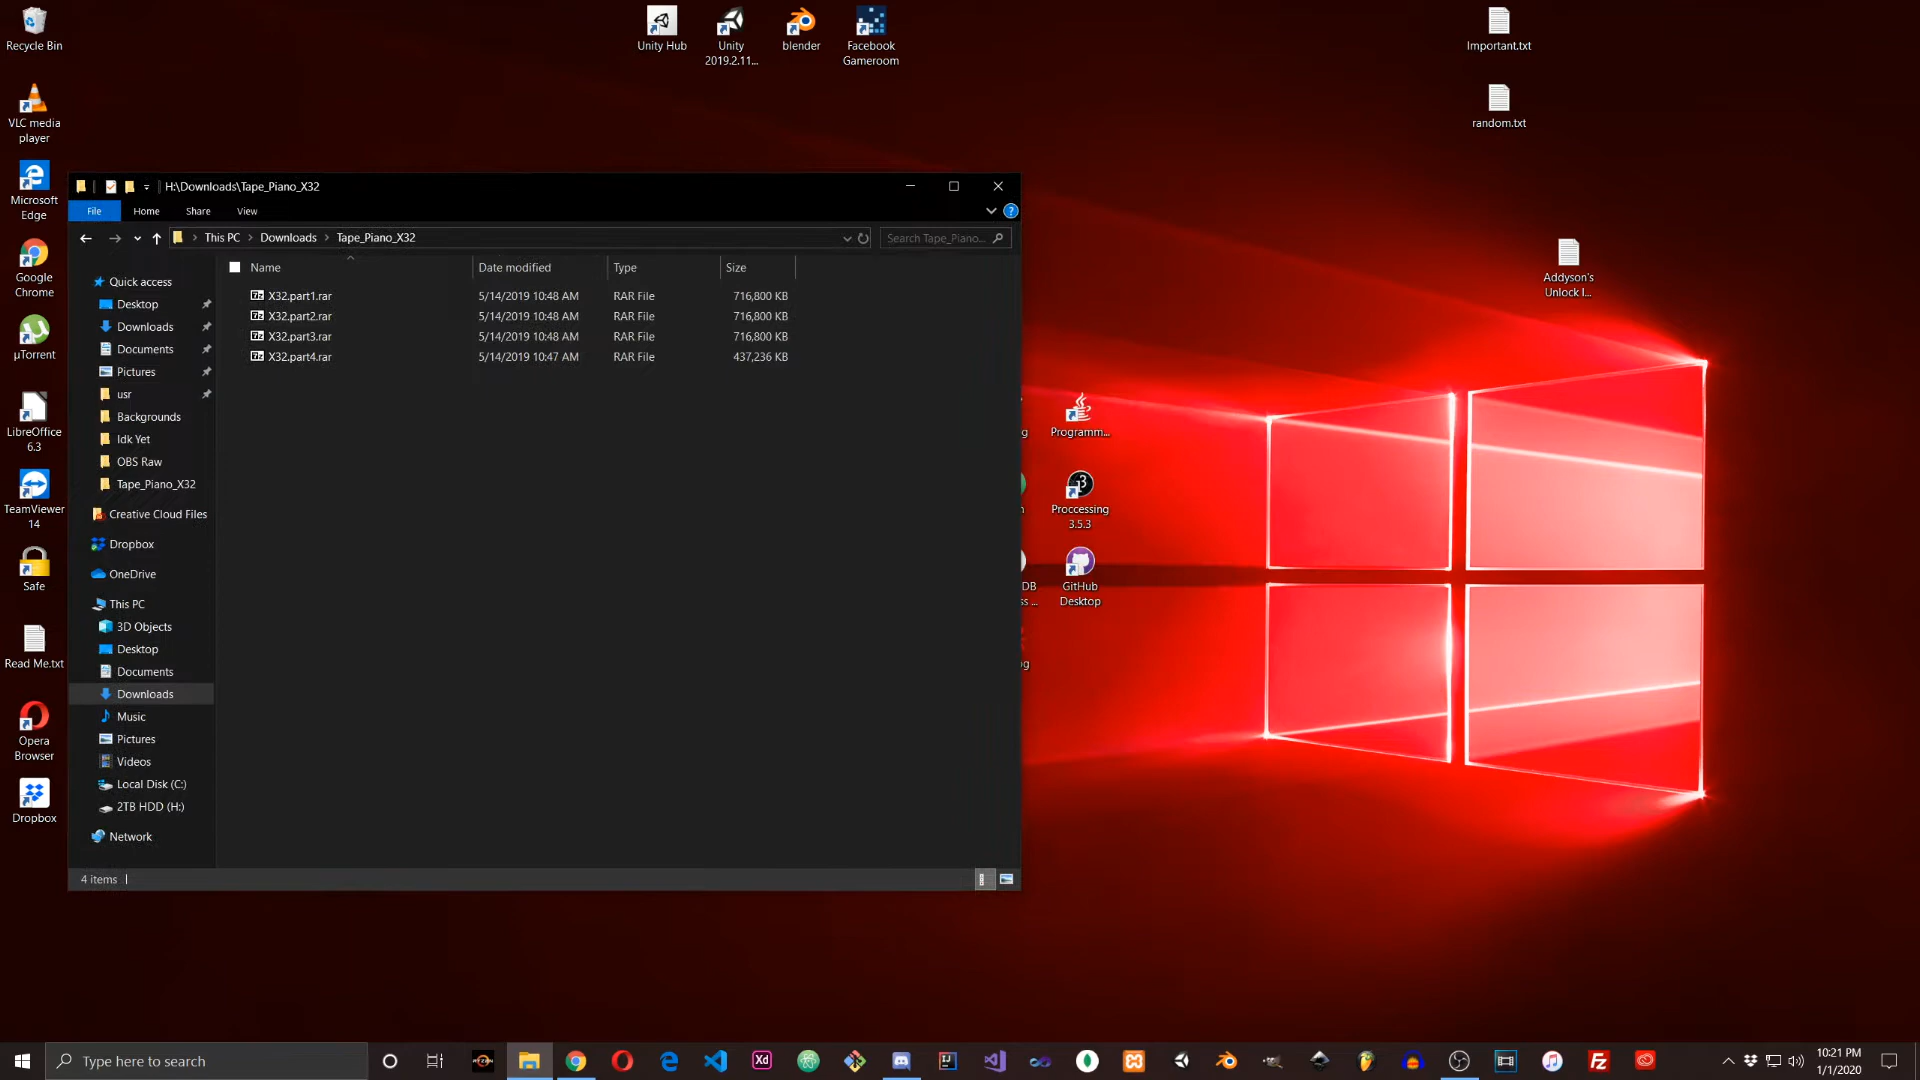 Recycle Bin
VLC media
player
Microsoft
Edge
Google
Chrome
µTorrent
LibreOffice
6.3
TeamViewer
14
Safe
Read Me.txt
Opera
Browser
Dropbox
Unity Hub
Unity
2019.2.11...
blender
Facebook
Gameroom
Important.txt
random.txt
Addyson's
Unlock I...
Programm...
Proccessing
3.5.3
GitHub
Desktop
g
n
DB
ss ...
g
H:\Downloads\Tape_Piano_X32
File Home Share View
This PC Downloads Tape_Piano_X32
Search Tape_Piano...
Name Date modified Type Size
X32.part1.rar 5/14/2019 10:48 AM RAR File 716,800 KB
X32.part2.rar 5/14/2019 10:48 AM RAR File 716,800 KB
X32.part3.rar 5/14/2019 10:48 AM RAR File 716,800 KB
X32.part4.rar 5/14/2019 10:47 AM RAR File 437,236 KB
Quick access
Desktop
Downloads
Documents
Pictures
usr
Backgrounds
Idk Yet
OBS Raw
Tape_Piano_X32
Creative Cloud Files
Dropbox
OneDrive
This PC
3D Objects
Desktop
Documents
Downloads
Music
Pictures
Videos
Local Disk (C:)
2TB HDD (H:)
Network
4 items
Type here to search
RYZEN
Xd
10:21 PM
1/1/2020